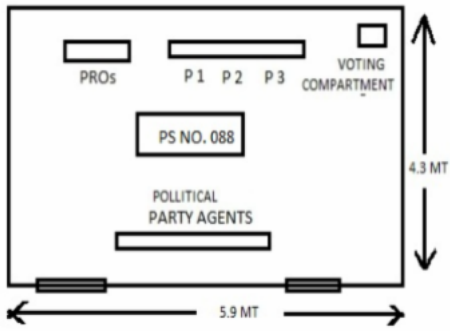 PROs
P 1 P 2 P 3
VOTING
COMPARTMENT
PS NO. 088
4.3 MT
POLLITICAL
PARTY AGENTS
5.9 MT